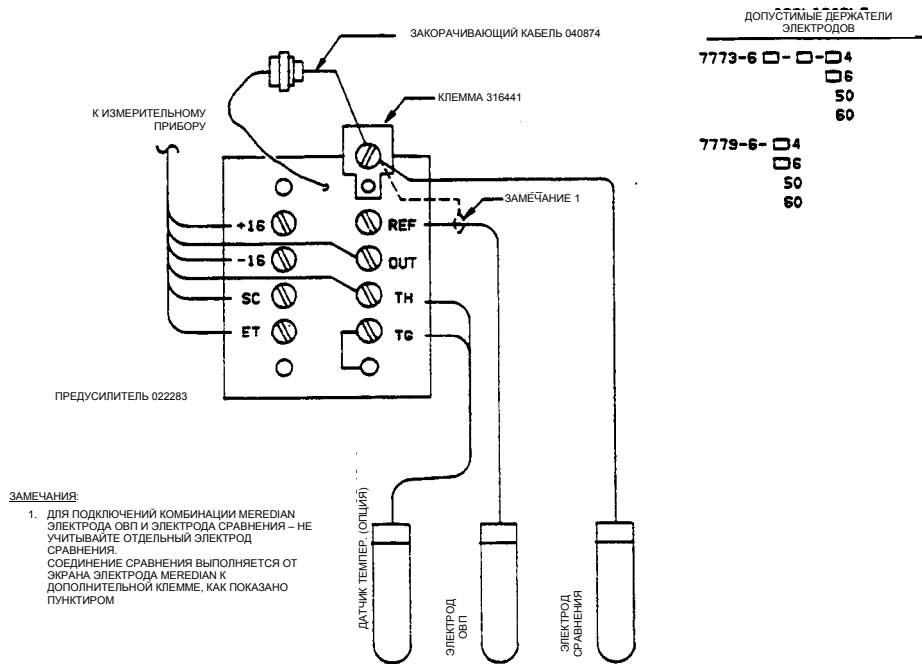 ЗАКОРАЧИВАЮЩИЙ КАБЕЛЬ 040874
ДОПУСТИМЫЕ ДЕРЖАТЕЛИ
ЭЛЕКТРОДОВ
7773-6 □-□-□4
□6
50
60
7779-6-□4
□6
50
60
К ИЗМЕРИТЕЛЬНОМУ
ПРИБОРУ
КЛЕММА 316441
ЗАМЕЧАНИЕ 1
+16
REF
-16
OUT
SC
TH
ET
TG
ПРЕДУСИЛИТЕЛЬ 022283
ЗАМЕЧАНИЯ:
1. ДЛЯ ПОДКЛЮЧЕНИЙ КОМБИНАЦИИ MEREDIAN
ЭЛЕКТРОДА ОВП И ЭЛЕКТРОДА СРАВНЕНИЯ – НЕ
УЧИТЫВАЙТЕ ОТДЕЛЬНЫЙ ЭЛЕКТРОД
СРАВНЕНИЯ.
СОЕДИНЕНИЕ СРАВНЕНИЯ ВЫПОЛНЯЕТСЯ ОТ
ЭКРАНА ЭЛЕКТРОДА MEREDIAN К
ДОПОЛНИТЕЛЬНОЙ КЛЕММЕ, КАК ПОКАЗАНО
ПУНКТИРОМ
ДАТЧИК ТЕМПЕР. (ОПЦИЯ)
ЭЛЕКТРОД
ОВП
ЭЛЕКТРОД
СРАВНЕНИЯ